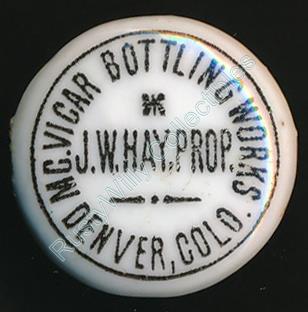 MCVICAR BOTTLING WORKS.
J.W. HAY, PROP.
DENVER, COLO.